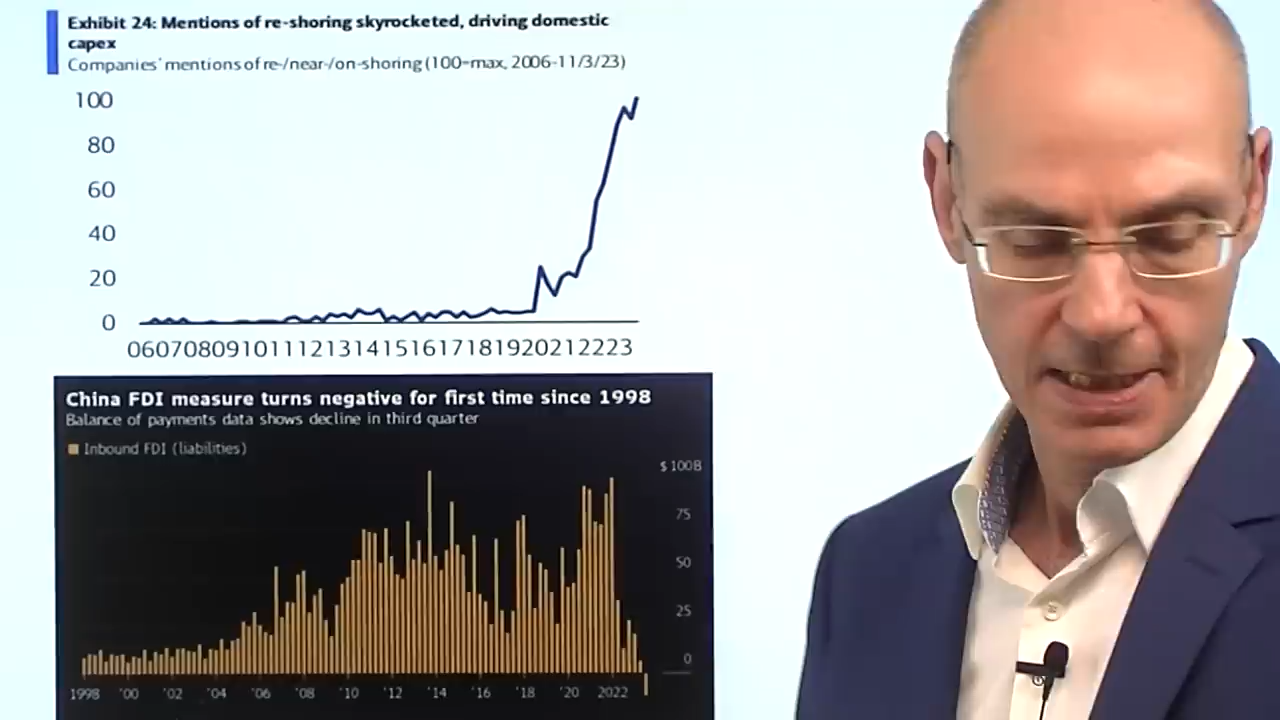 Exhibit 24: Mentions of re-shoring skyrocketed, driving domestic
capex
Companies' mentions of re-/near-/on-shoring (100=max, 2006-11/3/23)
100
80
60
40
20
0
060708091011121314151617181920212223
China FDI measure turns negative for first time since 1998
Balance of payments data shows decline in third quarter
Inbound FDI (liabilities)
$100B
75
50
25
0
1998 '00 '02 '04 '06 '08 '10 '12 '14 '16 '18 '20 2022